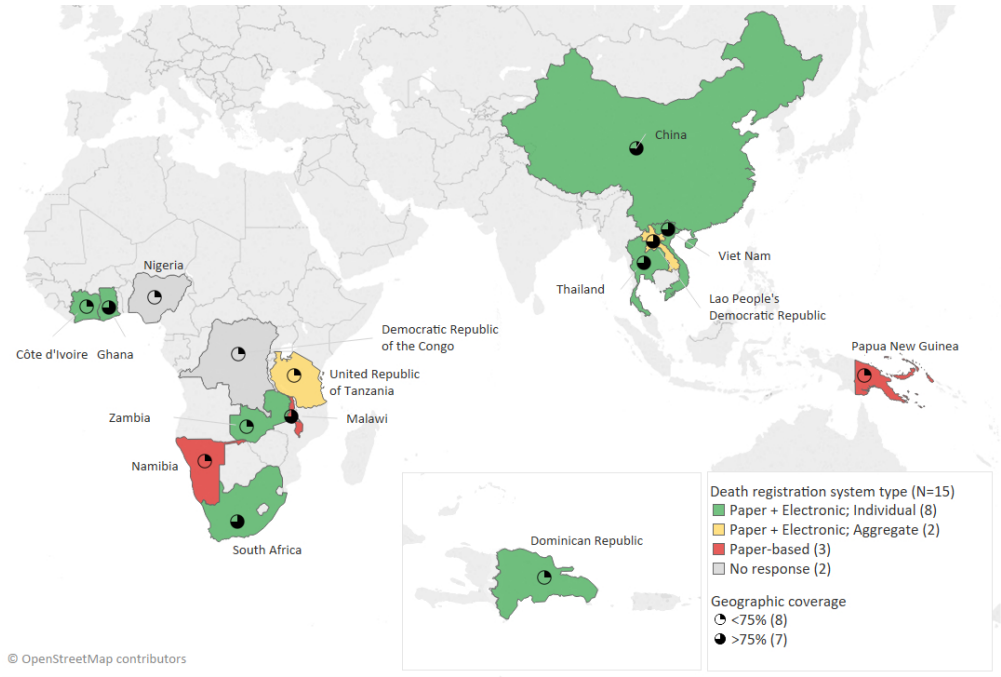 China
Viet Nam
Thailand
Lao People's
Democratic Republic
Nigeria
Côte d'Ivoire
Ghana
Democratic Republic
of the Congo
United Republic
of Tanzania
Papua New Guinea
Zambia
Malawi
Namibia
South Africa
Dominican Republic
Death registration system type (N=15)
Paper + Electronic; Individual (8)
Paper + Electronic; Aggregate (2)
Paper-based (3)
No response (2)
Geographic coverage
<75% (8)
>75% (7)
© OpenStreetMap contributors